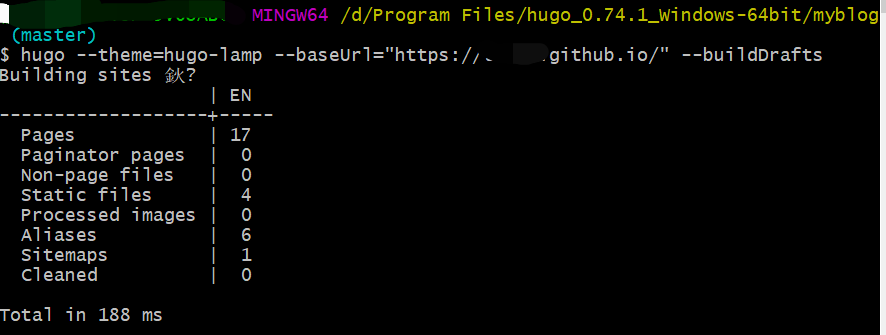 MINGW64 /d/Program Files/hugo_0.74.1_Windows-64bit/myblog
(master)
$ hugo --theme=hugo-lamp --baseUrl="https:// github.io/" --buildDrafts
Building sites 鈥?
| EN
-------------------+-----
Pages | 17
Paginator pages | 0
Non-page files | 0
Static files | 4
Processed images | 0
Aliases | 6
Sitemaps | 1
Cleaned | 0
Total in 188 ms